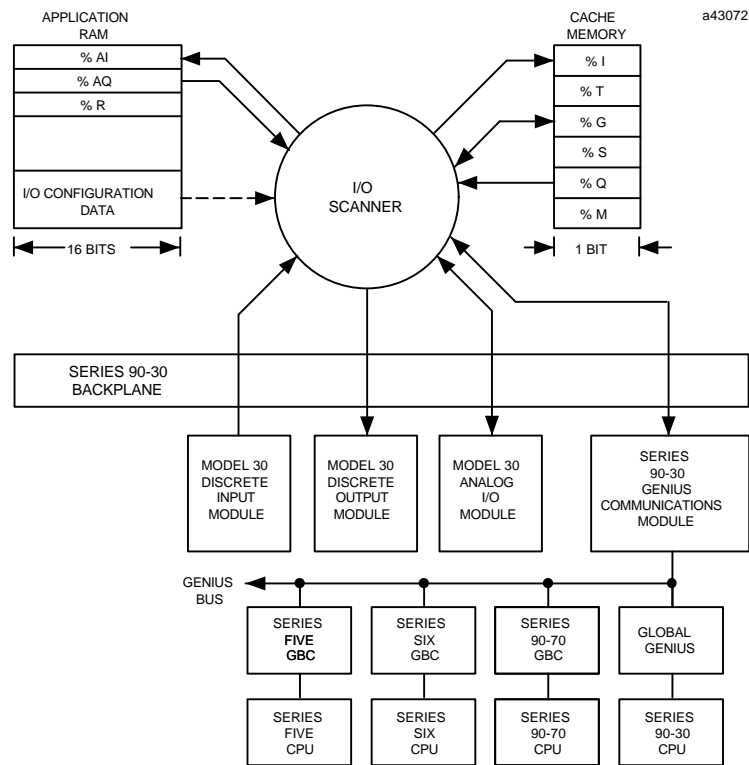 a43072
APPLICATION
RAM
% AI
% AQ
% R
I/O CONFIGURATION
DATA
16 BITS
I/O
SCANNER
CACHE
MEMORY
% I
% T
% G
% S
% Q
% M
1 BIT
SERIES 90-30
BACKPLANE
MODEL 30
DISCRETE
INPUT
MODULE
MODEL 30
DISCRETE
OUTPUT
MODULE
MODEL 30
ANALOG
I/O
MODULE
SERIES
90-30
GENIUS
COMMUNICATIONS
MODULE
GENIUS
BUS
SERIES
FIVE
GBC
SERIES
SIX
GBC
SERIES
90-70
GBC
GLOBAL
GENIUS
SERIES
FIVE
CPU
SERIES
SIX
CPU
SERIES
90-70
CPU
SERIES
90-30
CPU